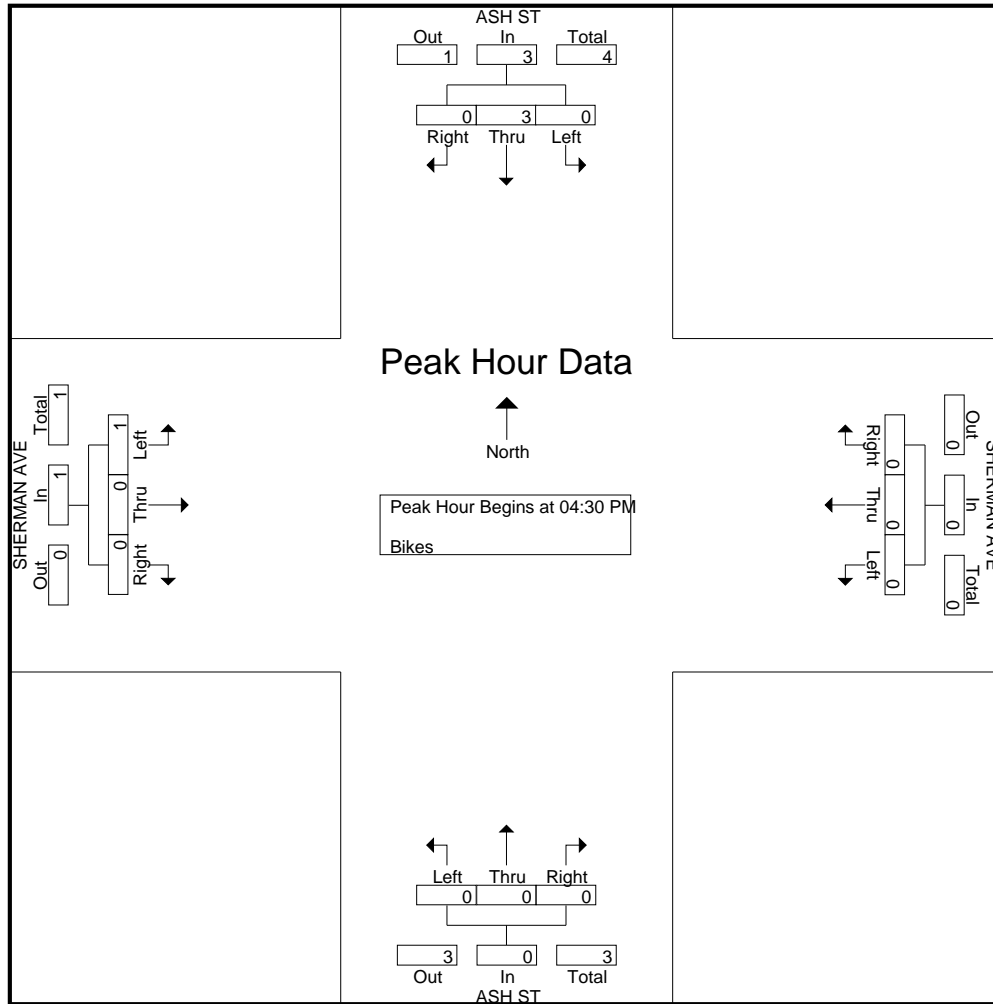 ASH ST
Out In Total
1 3 4
0 3 0
Right Thru Left
Peak Hour Data
North
Peak Hour Begins at 04:30 PM
Bikes
SHERMAN AVE
Total In Out
1 1 0
1 0 0
Left Thru Right
SHERMAN AVE
Out In Total
0 0 0
0 0 0
Right Thru Left
Left Thru Right
0 0 0
3 0 3
Out In Total
ASH ST